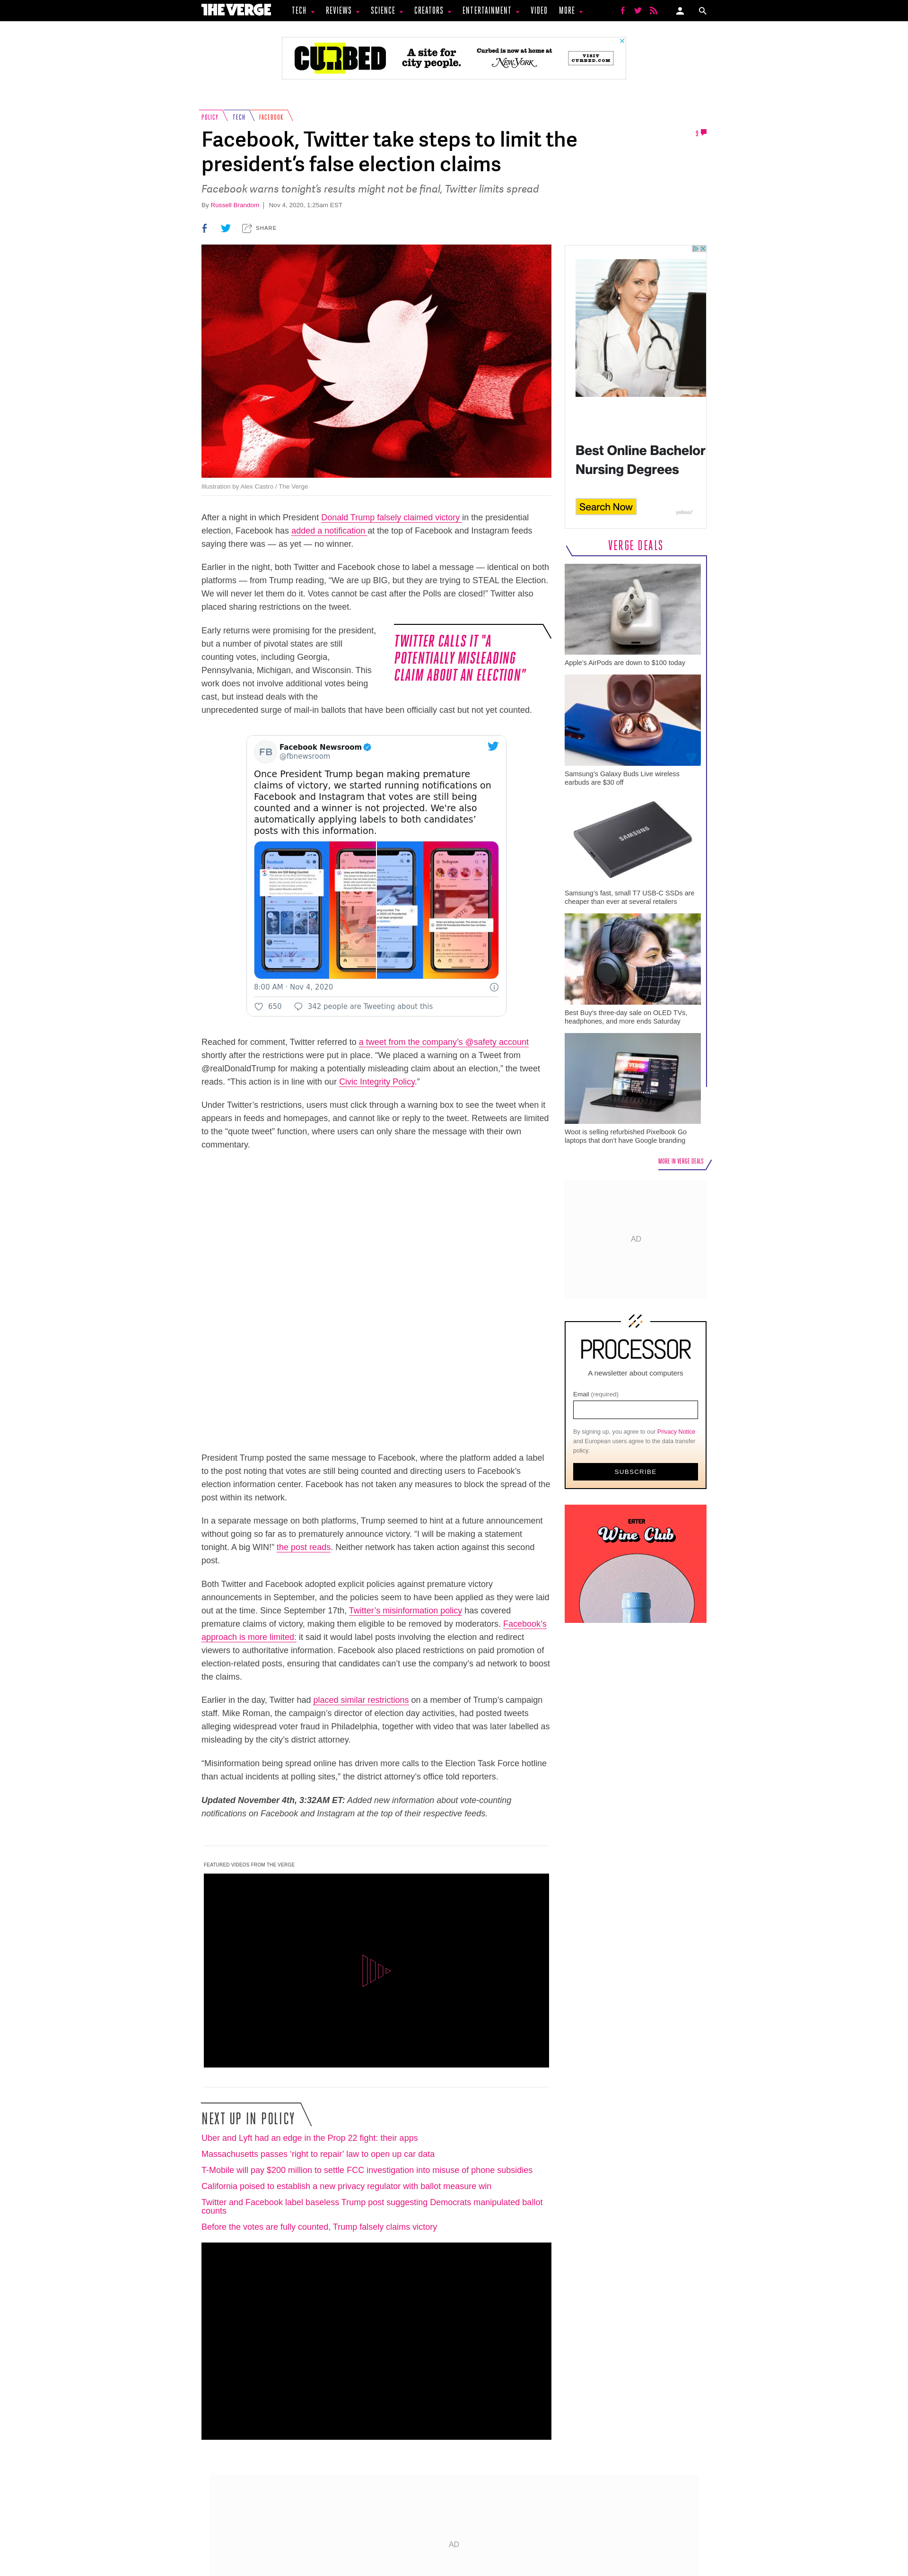 THE VERGE
TECH
REVIEWS
SCIENCE
CREATORS
ENTERTAINMENT
VIDEO
MORE
CURBED
A site for
city people.
Curbed is now at home at
New York
VISIT
CURBED.COM
POLICY
TECH
FACEBOOK
Facebook, Twitter take steps to limit the
president’s false election claims
9
Facebook warns tonight’s results might not be final, Twitter limits spread
By Russell Brandom | Nov 4, 2020, 1:25am EST
SHARE
Illustration by Alex Castro / The Verge
After a night in which President Donald Trump falsely claimed victory in the presidential
election, Facebook has added a notification at the top of Facebook and Instagram feeds
saying there was — as yet — no winner.
Earlier in the night, both Twitter and Facebook chose to label a message — identical on both
platforms — from Trump reading, “We are up BIG, but they are trying to STEAL the Election.
We will never let them do it. Votes cannot be cast after the Polls are closed!” Twitter also
placed sharing restrictions on the tweet.
Early returns were promising for the president,
but a number of pivotal states are still
counting votes, including Georgia,
Pennsylvania, Michigan, and Wisconsin. This
work does not involve additional votes being
cast, but instead deals with the
unprecedented surge of mail-in ballots that have been officially cast but not yet counted.
TWITTER CALLS IT "A
POTENTIALLY MISLEADING
CLAIM ABOUT AN ELECTION"
FB
Facebook Newsroom
@fbnewsroom
Once President Trump began making premature
claims of victory, we started running notifications on
Facebook and Instagram that votes are still being
counted and a winner is not projected. We're also
automatically applying labels to both candidates’
posts with this information.
8:00 AM · Nov 4, 2020
650
342 people are Tweeting about this
Reached for comment, Twitter referred to a tweet from the company’s @safety account
shortly after the restrictions were put in place. “We placed a warning on a Tweet from
@realDonaldTrump for making a potentially misleading claim about an election,” the tweet
reads. “This action is in line with our Civic Integrity Policy.”
Under Twitter’s restrictions, users must click through a warning box to see the tweet when it
appears in feeds and homepages, and cannot like or reply to the tweet. Retweets are limited
to the “quote tweet” function, where users can only share the message with their own
commentary.
President Trump posted the same message to Facebook, where the platform added a label
to the post noting that votes are still being counted and directing users to Facebook’s
election information center. Facebook has not taken any measures to block the spread of the
post within its network.
In a separate message on both platforms, Trump seemed to hint at a future announcement
without going so far as to prematurely announce victory. “I will be making a statement
tonight. A big WIN!” the post reads. Neither network has taken action against this second
post.
Both Twitter and Facebook adopted explicit policies against premature victory
announcements in September, and the policies seem to have been applied as they were laid
out at the time. Since September 17th, Twitter’s misinformation policy has covered
premature claims of victory, making them eligible to be removed by moderators. Facebook’s
approach is more limited: it said it would label posts involving the election and redirect
viewers to authoritative information. Facebook also placed restrictions on paid promotion of
election-related posts, ensuring that candidates can’t use the company’s ad network to boost
the claims.
Earlier in the day, Twitter had placed similar restrictions on a member of Trump’s campaign
staff. Mike Roman, the campaign’s director of election day activities, had posted tweets
alleging widespread voter fraud in Philadelphia, together with video that was later labelled as
misleading by the city’s district attorney.
“Misinformation being spread online has driven more calls to the Election Task Force hotline
than actual incidents at polling sites,” the district attorney’s office told reporters.
Updated November 4th, 3:32AM ET: Added new information about vote-counting
notifications on Facebook and Instagram at the top of their respective feeds.
FEATURED VIDEOS FROM THE VERGE
NEXT UP IN POLICY
Uber and Lyft had an edge in the Prop 22 fight: their apps
Massachusetts passes ‘right to repair’ law to open up car data
T-Mobile will pay $200 million to settle FCC investigation into misuse of phone subsidies
California poised to establish a new privacy regulator with ballot measure win
Twitter and Facebook label baseless Trump post suggesting Democrats manipulated ballot
counts
Before the votes are fully counted, Trump falsely claims victory
Best Online Bachelor
Nursing Degrees
Search Now
yahoo!
VERGE DEALS
Apple’s AirPods are down to $100 today
Samsung’s Galaxy Buds Live wireless
earbuds are $30 off
SAMSUNG
Samsung’s fast, small T7 USB-C SSDs are
cheaper than ever at several retailers
Best Buy’s three-day sale on OLED TVs,
headphones, and more ends Saturday
Woot is selling refurbished Pixelbook Go
laptops that don’t have Google branding
MORE IN VERGE DEALS
AD
PROCESSOR
A newsletter about computers
Email (required)
By signing up, you agree to our Privacy Notice
and European users agree to the data transfer
policy.
SUBSCRIBE
EATER
Wine Club
AD